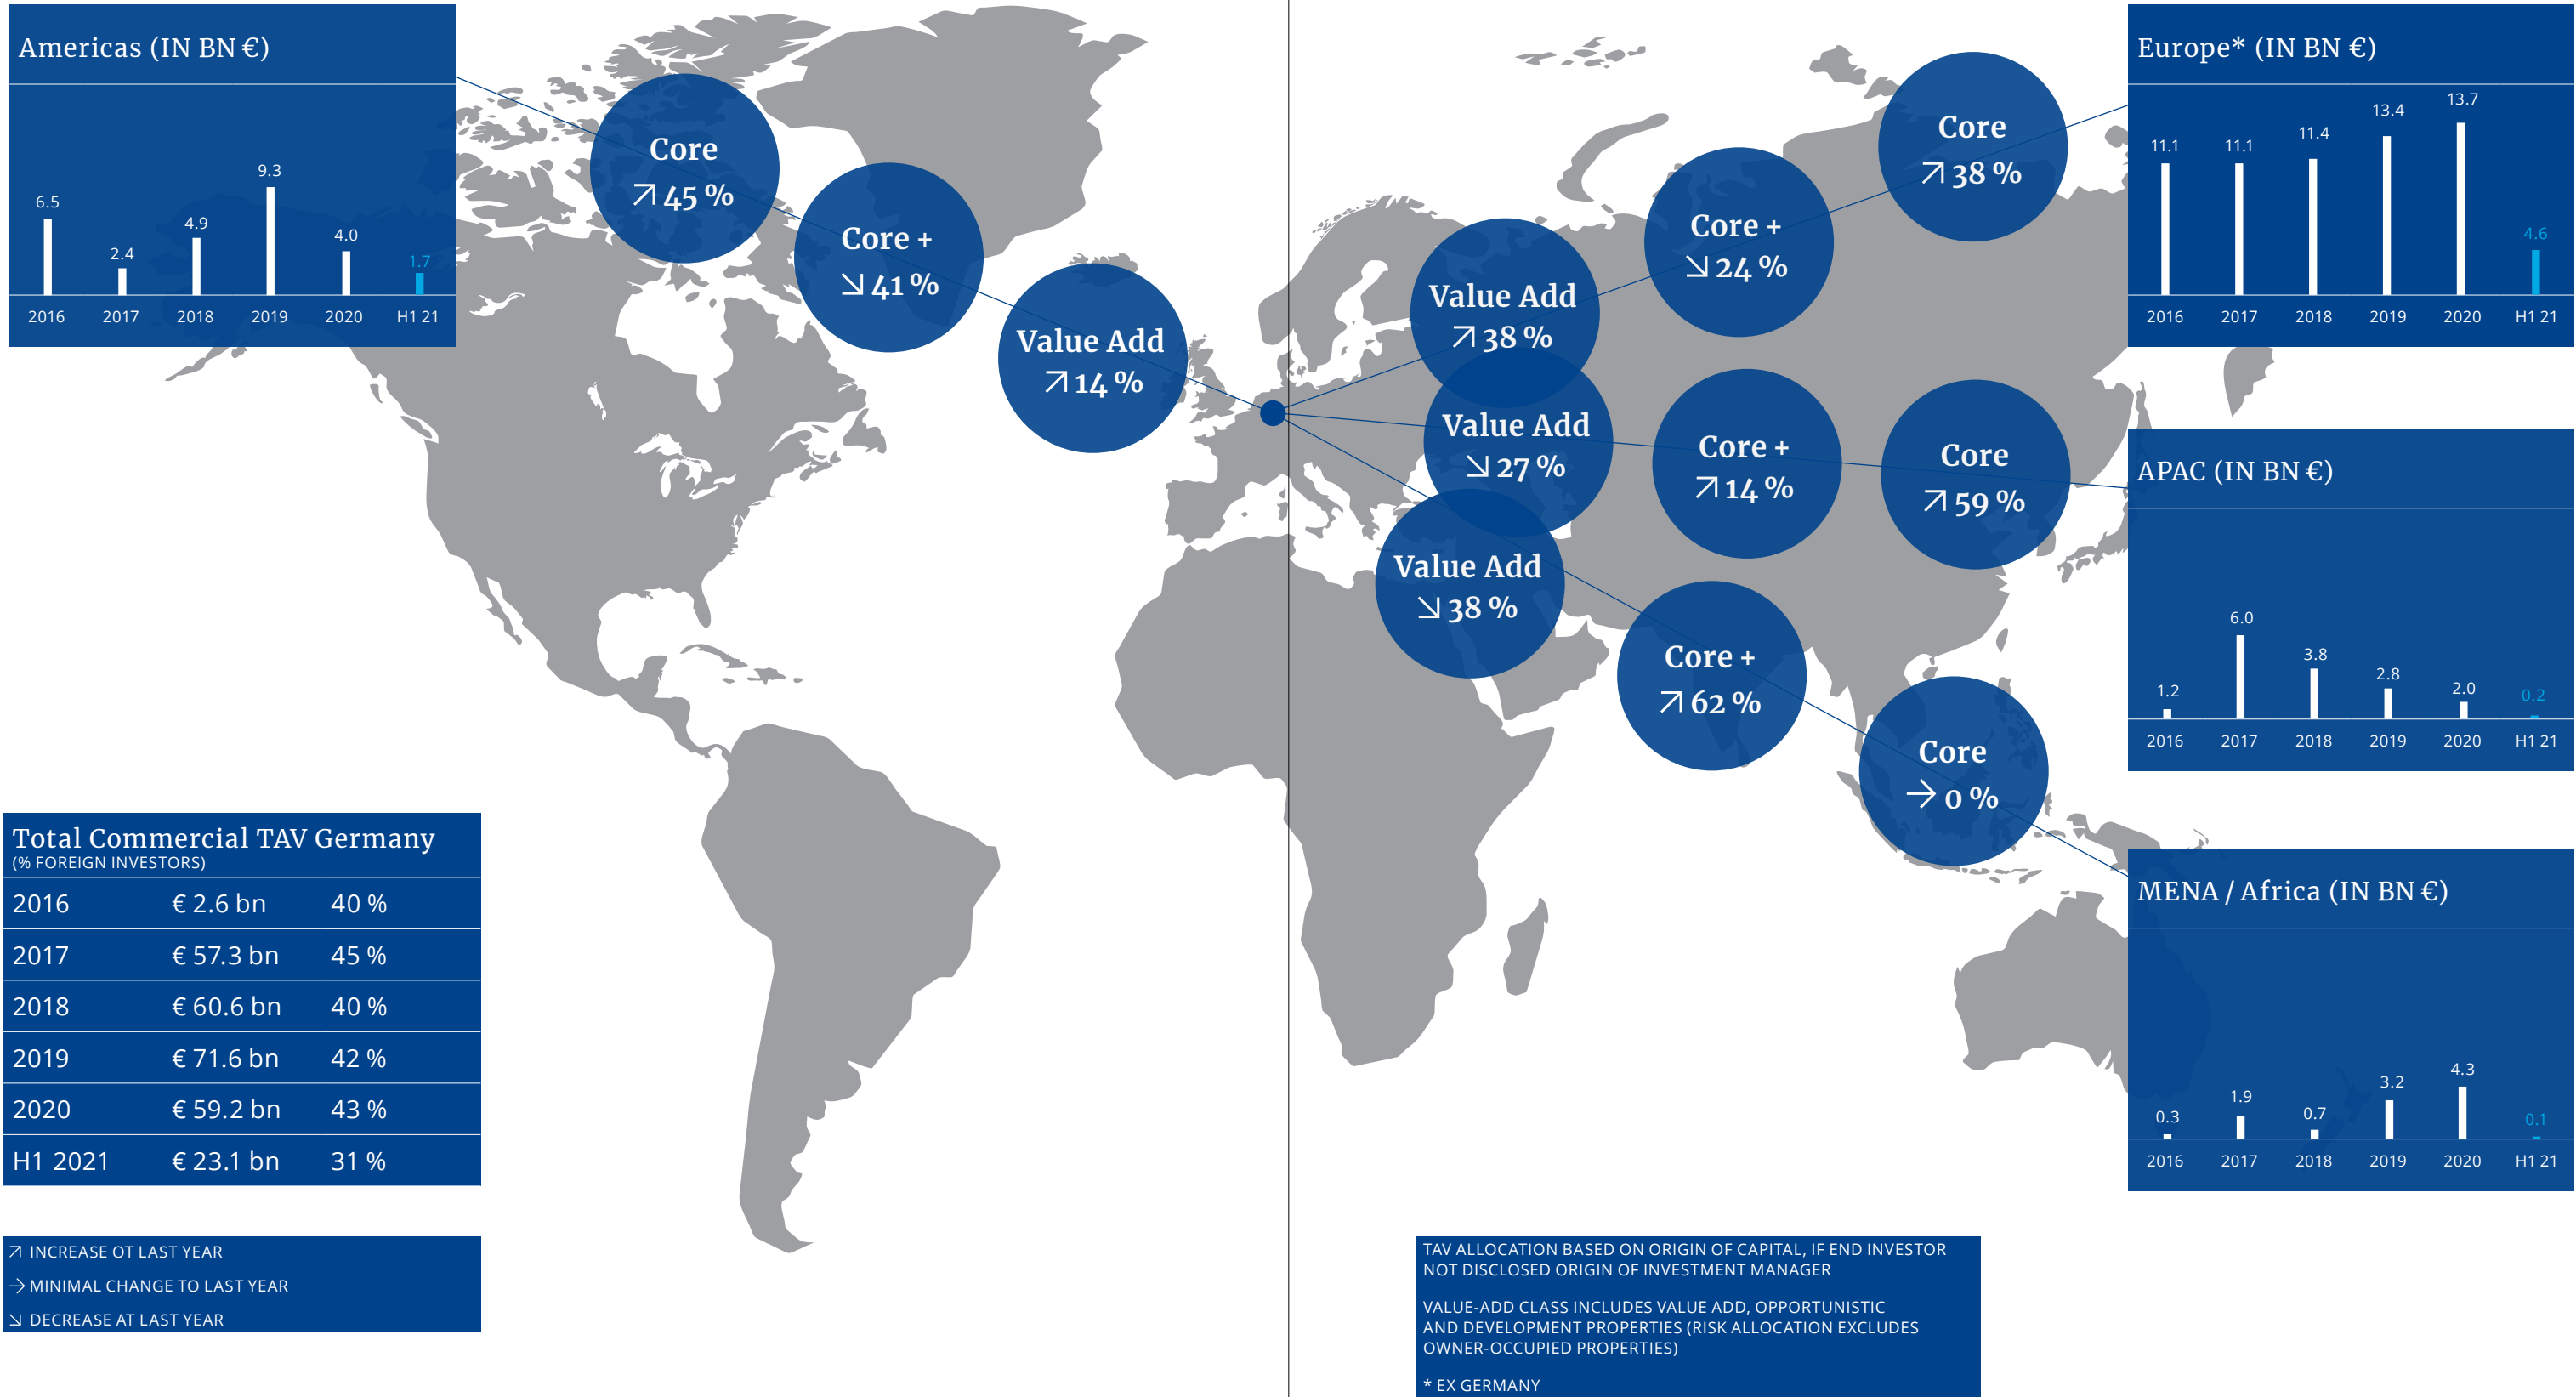 Americas (IN BN €)
6.5
2.4
4.9
9.3
4.0
1.7
2016 2017 2018 2019 2020 H1 21
Core
↗ 45 %
Core +
↘ 41 %
Value Add
↗ 14 %
Europe* (IN BN €)
11.1
11.1
11.4
13.4
13.7
4.6
2016 2017 2018 2019 2020 H1 21
Value Add
↗ 38 %
Core +
↘ 24 %
Core
↗ 38 %
APAC (IN BN €)
1.2
6.0
3.8
2.8
2.0
0.2
2016 2017 2018 2019 2020 H1 21
Value Add
↘ 27 %
Core +
↗ 14 %
Core
↗ 59 %
MENA / Africa (IN BN €)
0.3
1.9
0.7
3.2
4.3
0.1
2016 2017 2018 2019 2020 H1 21
Value Add
↘ 38 %
Core +
↗ 62 %
Core
→ 0 %
Total Commercial TAV Germany
(% FOREIGN INVESTORS)
2016 € 2.6 bn 40 %
2017 € 57.3 bn 45 %
2018 € 60.6 bn 40 %
2019 € 71.6 bn 42 %
2020 € 59.2 bn 43 %
H1 2021 € 23.1 bn 31 %
↗ INCREASE OT LAST YEAR
→ MINIMAL CHANGE TO LAST YEAR
↘ DECREASE AT LAST YEAR
TAV ALLOCATION BASED ON ORIGIN OF CAPITAL, IF END INVESTOR
NOT DISCLOSED ORIGIN OF INVESTMENT MANAGER
VALUE-ADD CLASS INCLUDES VALUE ADD, OPPORTUNISTIC
AND DEVELOPMENT PROPERTIES (RISK ALLOCATION EXCLUDES
OWNER-OCCUPIED PROPERTIES)
* EX GERMANY